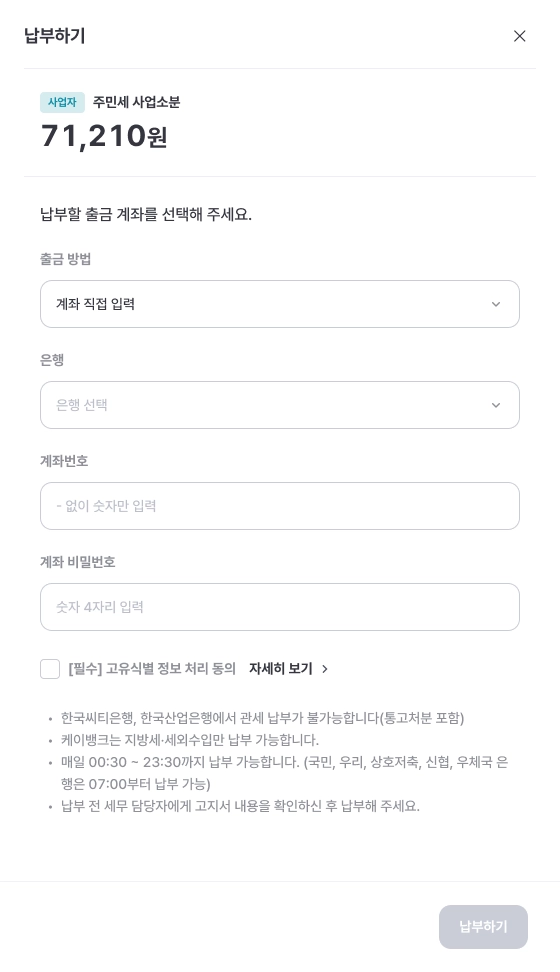 납부하기
사업자 주민세 사업소분
71,210원
납부할 출금 계좌를 선택해 주세요.
출금 방법
계좌 직접 입력
은행
은행 선택
계좌번호
- 없이 숫자만 입력
계좌 비밀번호
숫자 4자리 입력
[필수] 고유식별 정보 처리 동의 자세히 보기
• 한국씨티은행, 한국산업은행에서 관세 납부가 불가능합니다(통고처분 포함)
• 케이뱅크는 지방세·세외수입만 납부 가능합니다.
• 매일 00:30 ~ 23:30까지 납부 가능합니다. (국민, 우리, 상호저축, 신협, 우체국 은
행은 07:00부터 납부 가능)
• 납부 전 세무 담당자에게 고지서 내용을 확인하신 후 납부해 주세요.
납부하기